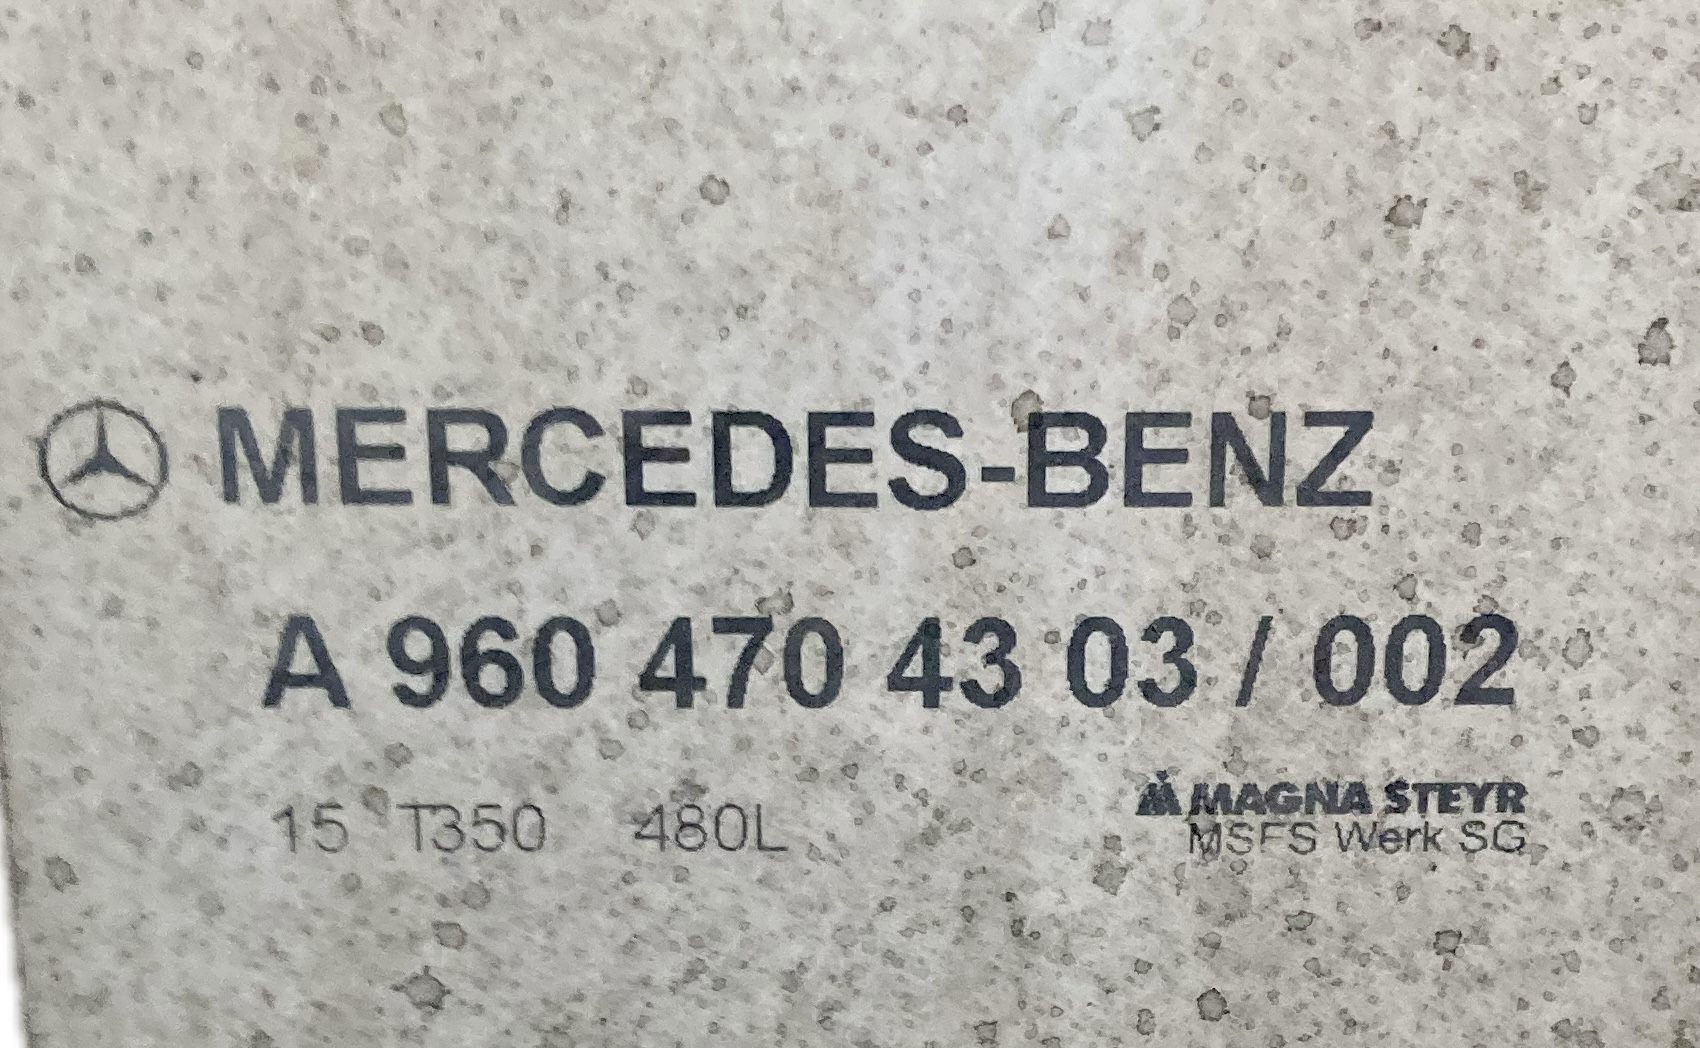 MERCEDES-BENZ
A 960 470 43 03 / 002
15 T350 480L
MAGNA STEYR
MSFS Werk SG